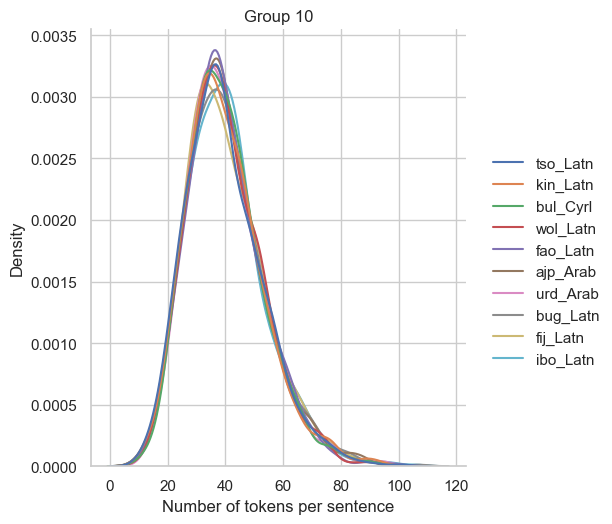 Group 10
0.0035
0.0030
0.0025
0.0020
0.0015
0.0010
0.0005
0.0000
Density
0
20
40
60
80
100
120
Number of tokens per sentence
tso_Latn
kin_Latn
bul_Cyrl
wol_Latn
fao_Latn
ajp_Arab
urd_Arab
bug_Latn
fij_Latn
ibo_Latn